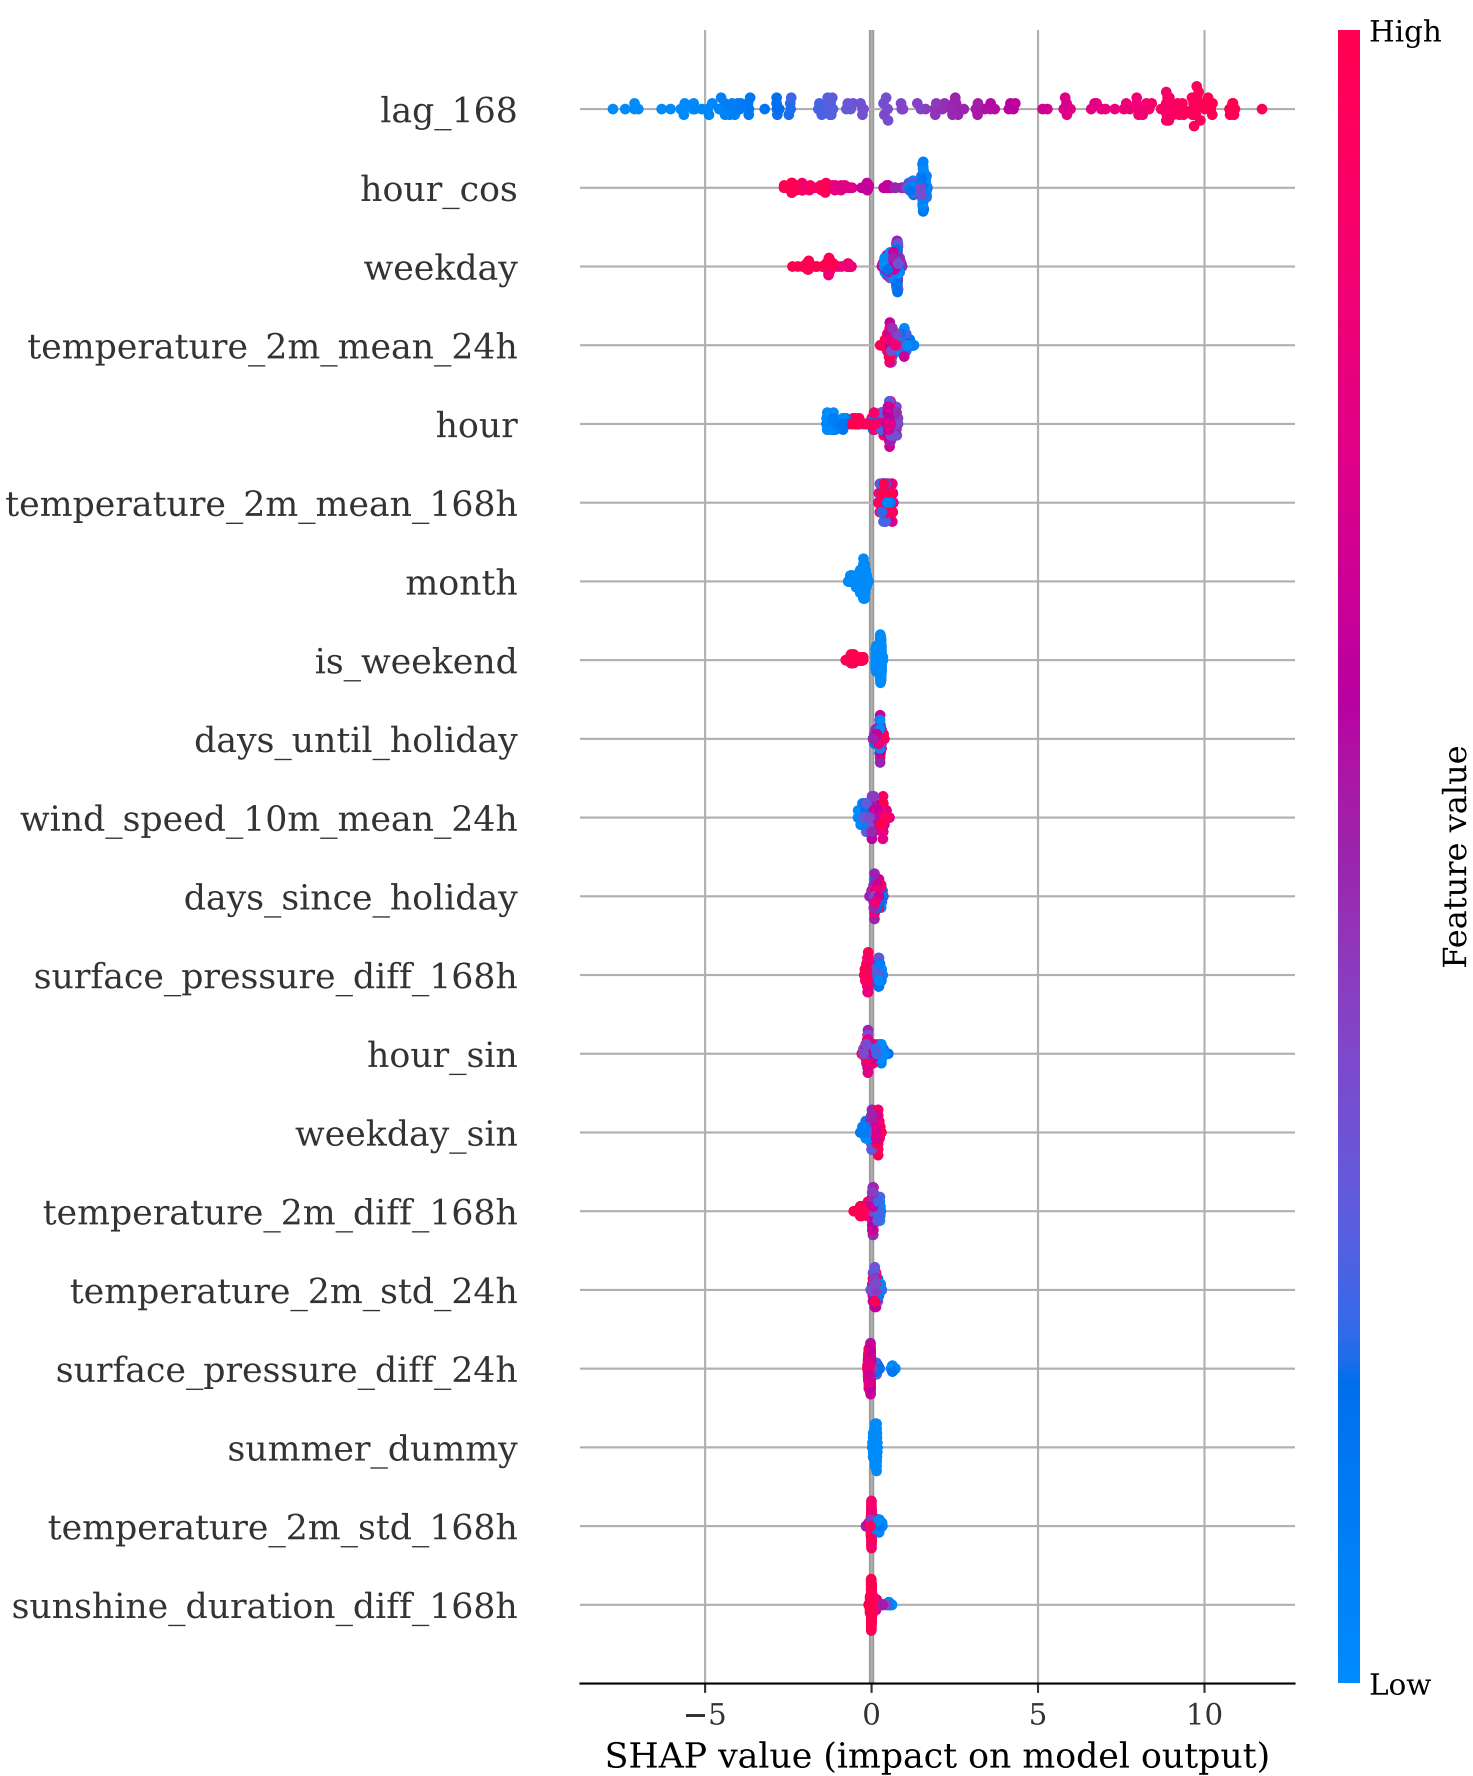 High
lag_168
hour_cos
weekday
temperature_2m_mean_24h
hour
temperature_2m_mean_168h
month
is_weekend
days_until_holiday
wind_speed_10m_mean_24h
days_since_holiday
surface_pressure_diff_168h
hour_sin
weekday_sin
temperature_2m_diff_168h
temperature_2m_std_24h
surface_pressure_diff_24h
summer_dummy
temperature_2m_std_168h
sunshine_duration_diff_168h
Feature value
Low
−5 0 5 10
SHAP value (impact on model output)